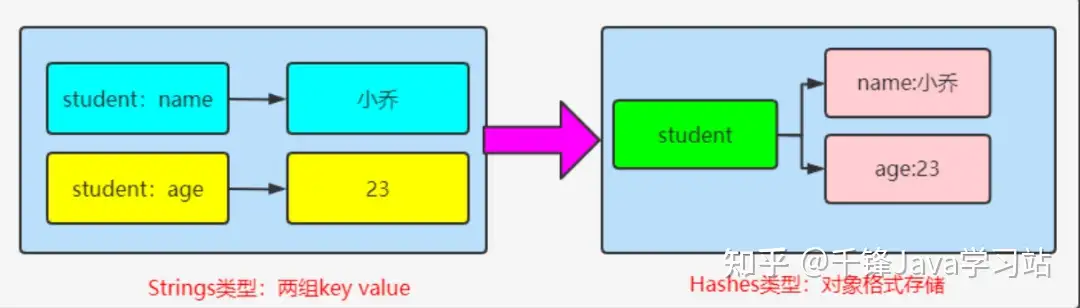 student：name
小乔
student：age
23
student
name:小乔
age:23
Strings类型：两组key value
Hashes类型：对象格式存储
知乎 @千锋Java学习站